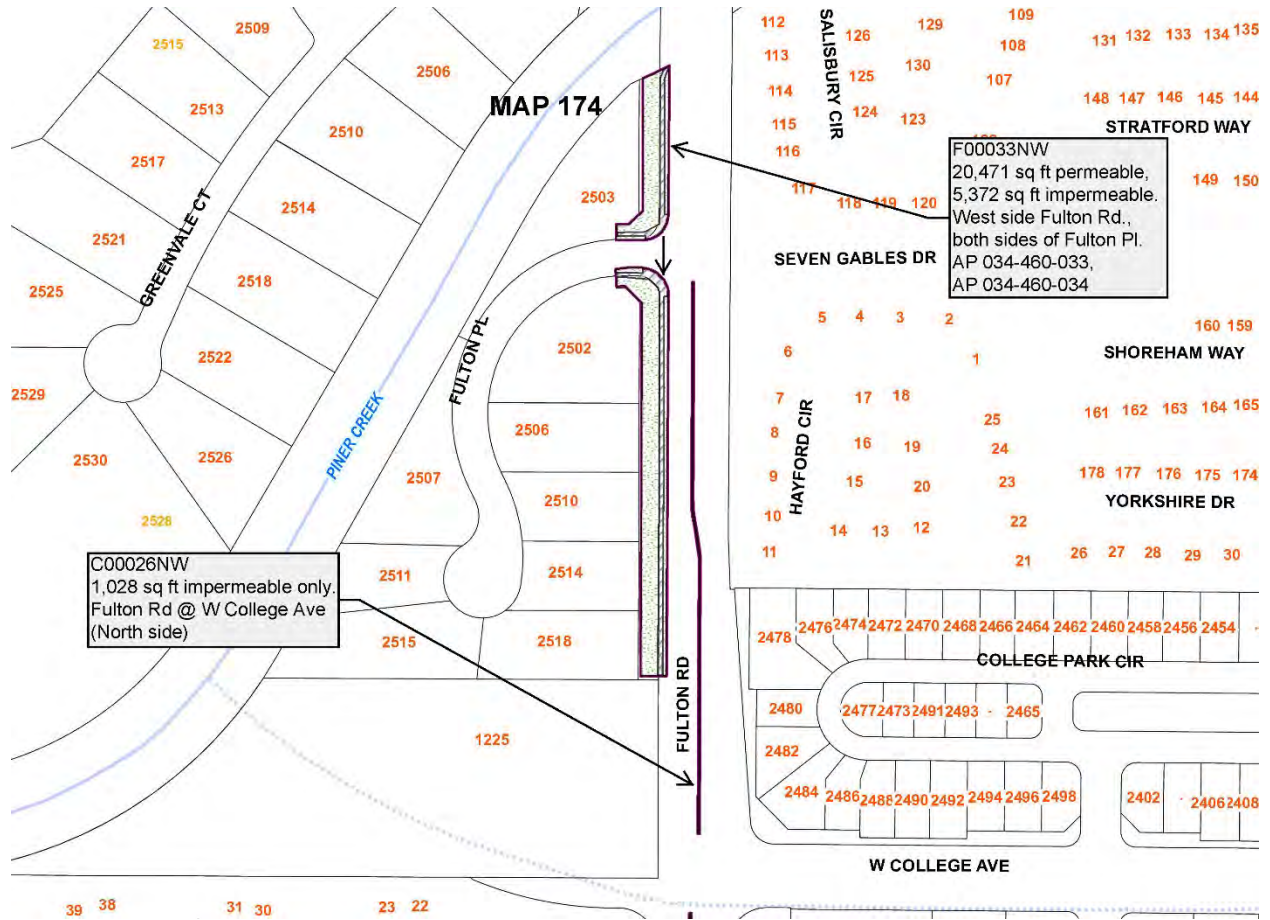 2509
2515
2506
2513
2510
2517
2514
2521
2518
2525
2522
2529
2526
2530
2528
GREENVALE CT
PINER CREEK
MAP 174
2503
FULTON PL
2502
2506
2507
2510
2511
2514
2515
2518
1225
FULTON RD
F00033NW
20,471 sq ft permeable,
5,372 sq ft impermeable.
West side Fulton Rd.,
both sides of Fulton Pl.
AP 034-460-033,
AP 034-460-034
C00026NW
1,028 sq ft impermeable only.
Fulton Rd @ W College Ave
(North side)
SALISBURY CIR
112 126 129 109
113 108
125 130 107
114
115 124 123
116
117 118 119 120
131 132 133 134 135
148 147 146 145 144
STRATFORD WAY
149 150
SEVEN GABLES DR
5 4 3 2
6 1
7 17 18
8 16 19
9 15 20
10 14 13 12
11
25
24
23
22
21
HAYFORD CIR
160 159
SHOREHAM WAY
161 162 163 164 165
178 177 176 175 174
YORKSHIRE DR
26 27 28 29 30
2478 2476 2474 2472 2470 2468 2466 2464 2462 2460 2458 2456 2454 -
COLLEGE PARK CIR
2480 2477 2473 2491 2493 - 2465
2482
2484 2486 2488 2490 2492 2494 2496 2498
2402 - 2406 2408
W COLLEGE AVE
39 38 31 30 23 22